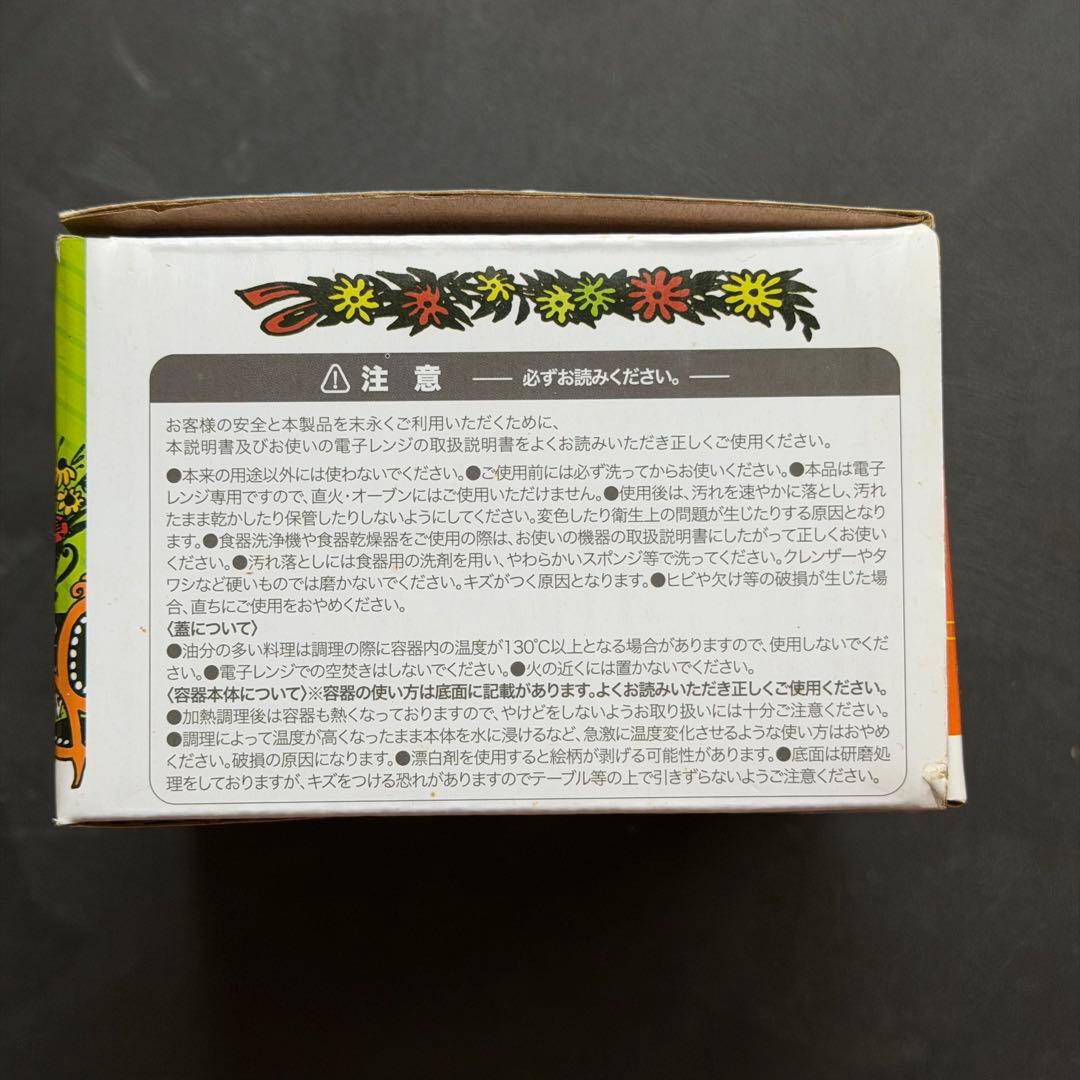 注 意 ── 必ずお読みください。 ──
お客様の安全と本製品を末永くご利用いただくために、
本説明書及びお使いの電子レンジの取扱説明書をよくお読みいただき正しくご使用ください。
●本来の用途以外には使わないでください。●ご使用前には必ず洗ってからお使いください。●本品は電子
レンジ専用ですので、直火・オーブンにはご使用いただけません。●使用後は、汚れを速やかに落とし、汚れ
たまま乾かしたり保管したりしないようにしてください。変色したり衛生上の問題が生じたりする原因となり
ます。●食器洗浄機や食器乾燥器をご使用の際は、お使いの機器の取扱説明書にしたがって正しくお使い
ください。●汚れ落としには食器用の洗剤を用い、やわらかいスポンジ等で洗ってください。クレンザーやタ
ワシなど硬いものでは磨かないでください。キズがつく原因となります。●ヒビや欠け等の破損が生じた場
合、直ちにご使用をおやめください。
〈蓋について〉
●油分の多い料理は調理の際に容器内の温度が130℃以上となる場合がありますので、使用しないでくだ
さい。●電子レンジでの空焚きはしないでください。●火の近くには置かないでください。
〈容器本体について〉※容器の使い方は底面に記載があります。よくお読みいただき正しくご使用ください。
●加熱調理後は容器も熱くなっておりますので、やけどをしないようお取り扱いには十分ご注意ください。
●調理によって温度が高くなったまま本体を水に浸けるなど、急激に温度変化させるような使い方はおやめ
ください。破損の原因になります。●漂白剤を使用すると絵柄が剥げる可能性があります。●底面は研磨処
理をしておりますが、キズをつける恐れがありますのでテーブル等の上で引きずらないようご注意ください。